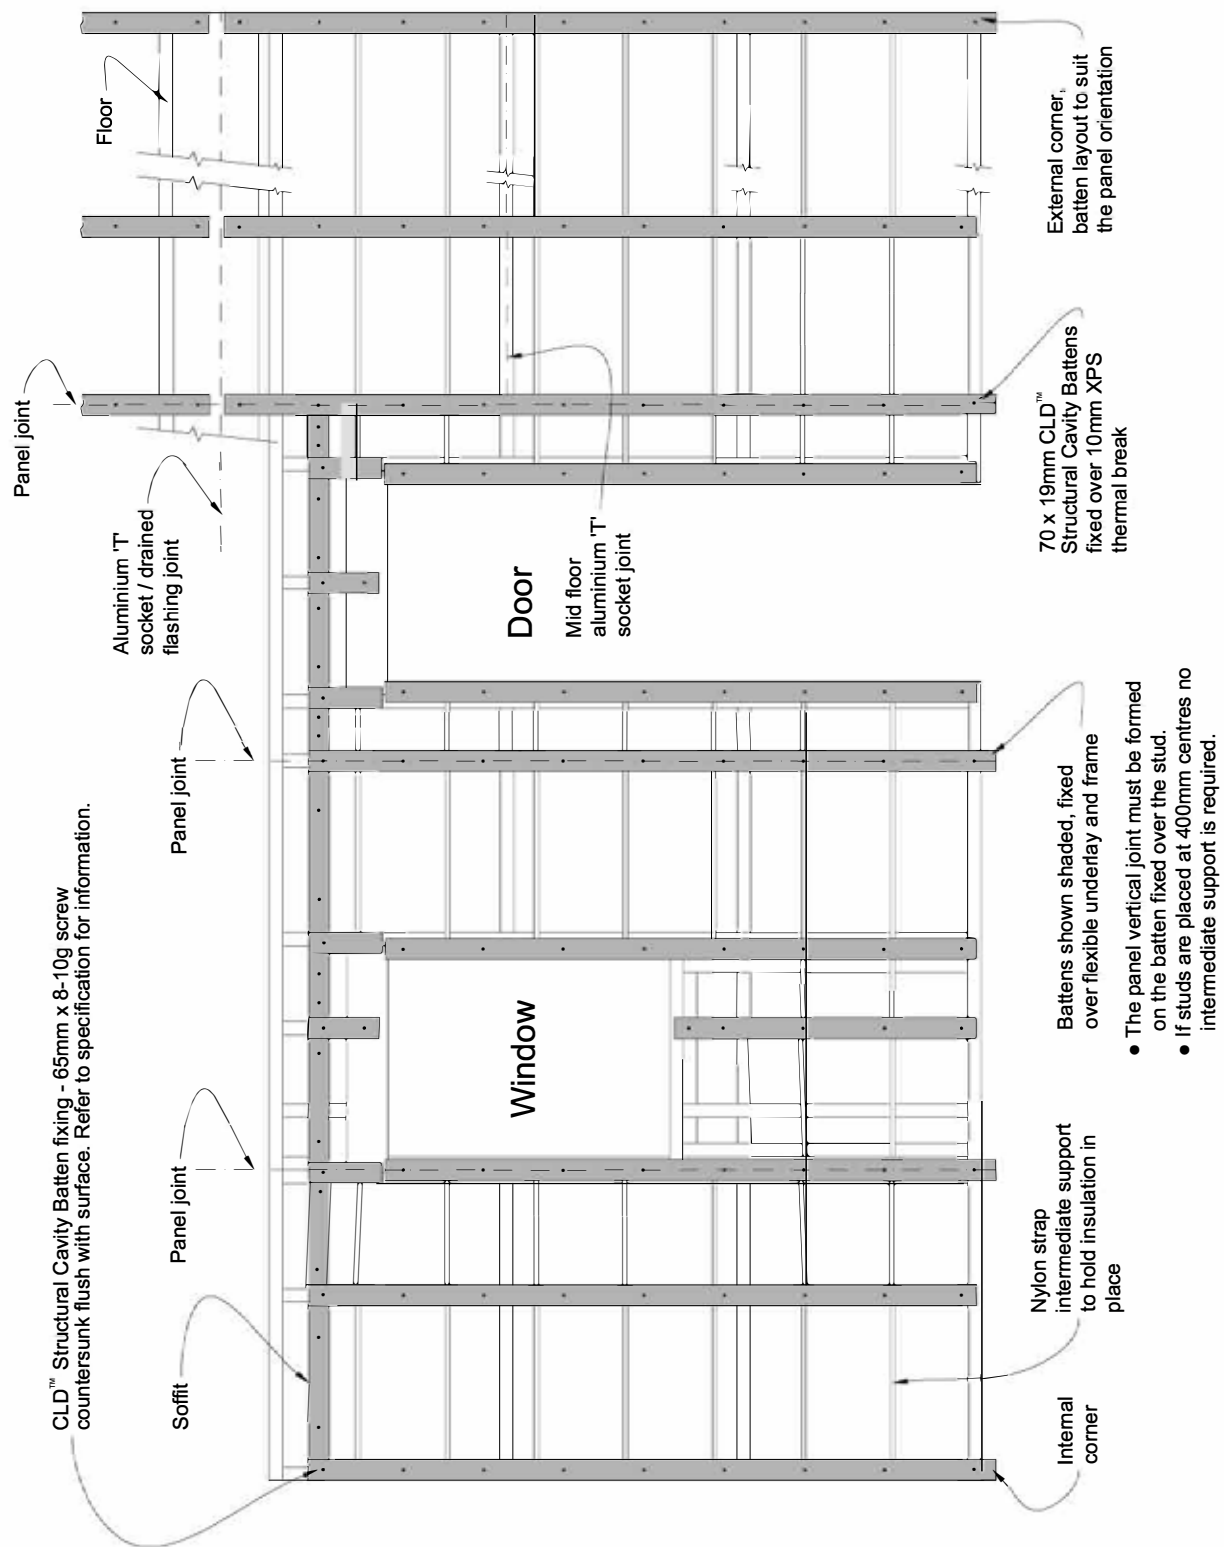 CLD™ Structural Cavity Batten fixing - 65mm x 8-10g screw
countersunk flush with surface. Refer to specification for information.
Soffit
Panel joint
Panel joint
Panel joint
Aluminium 'T'
socket / drained
flashing joint
Floor
Window
Door
Mid floor
aluminium 'T'
socket joint
Internal
corner
Nylon strap
intermediate support
to hold insulation in
place
Battens shown shaded, fixed
over flexible underlay and frame
● The panel vertical joint must be formed
on the batten fixed over the stud.
● If studs are placed at 400mm centres no
intermediate support is required.
70 x 19mm CLD™
Structural Cavity Battens
fixed over 10mm XPS
thermal break
External corner,
batten layout to suit
the panel orientation